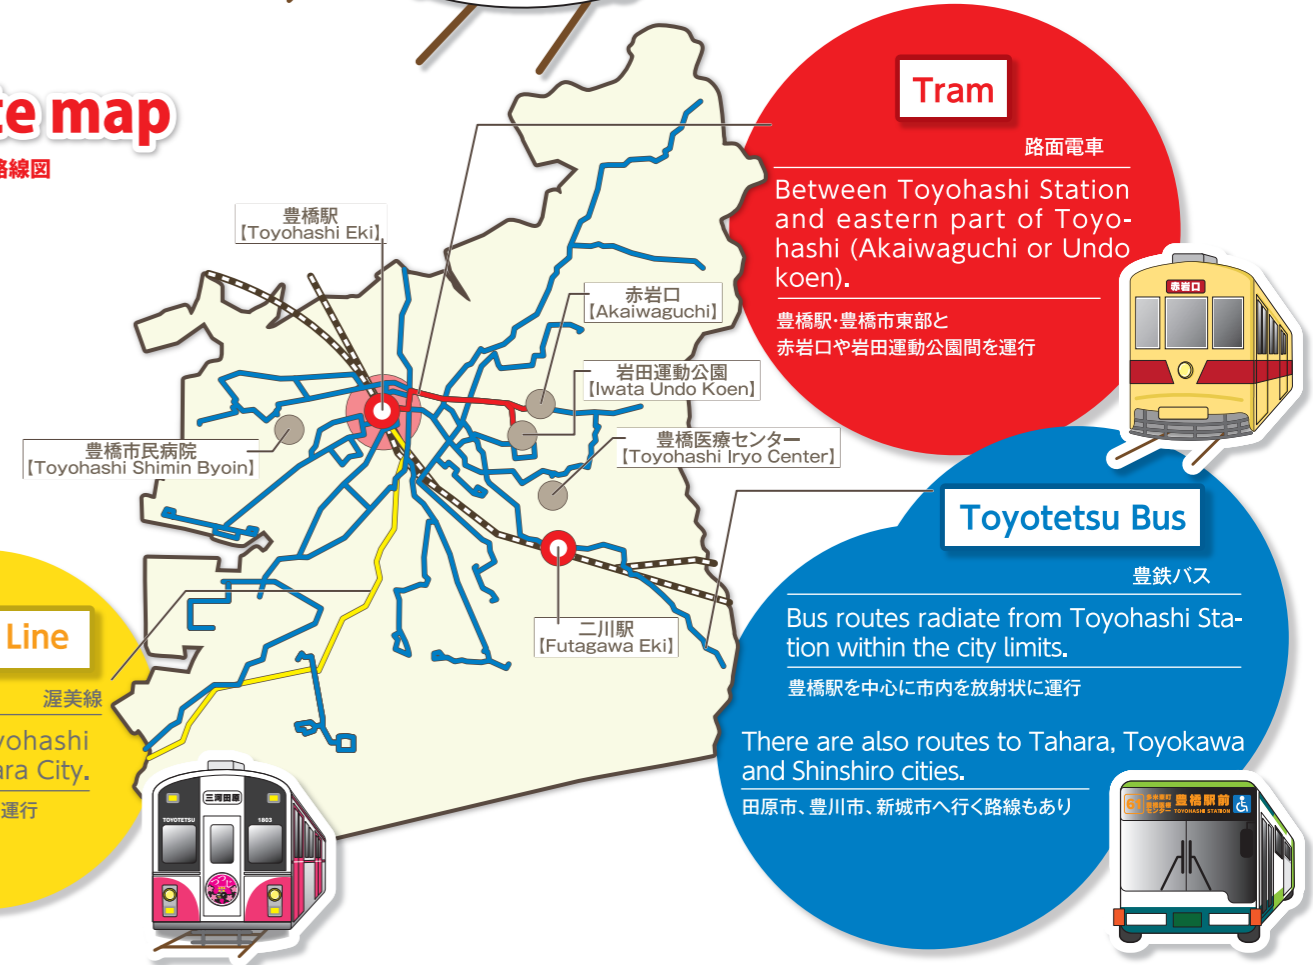 te map
路線図
豊橋駅
【Toyohashi Eki】
赤岩口
【Akaiwaguchi】
岩田運動公園
【Iwata Undo Koen】
豊橋市民病院
【Toyohashi Shimin Byoin】
豊橋医療センター
【Toyohashi Iryo Center】
二川駅
【Futagawa Eki】
Tram
路面電車
Between Toyohashi Station
and eastern part of Toyo-
hashi (Akaiwaguchi or Undo
koen).
豊橋駅・豊橋市東部と
赤岩口や岩田運動公園間を運行
赤岩口
Toyotetsu Bus
豊鉄バス
Bus routes radiate from Toyohashi Sta-
tion within the city limits.
豊橋駅を中心に市内を放射状に運行
There are also routes to Tahara, Toyokawa
and Shinshiro cities.
田原市、豊川市、新城市へ行く路線もあり
61
豊橋駅前
TOYOHASHI STATION
Line
渥美線
yohashi
ara City.
運行
三河田原
TOYOTETSU
1803